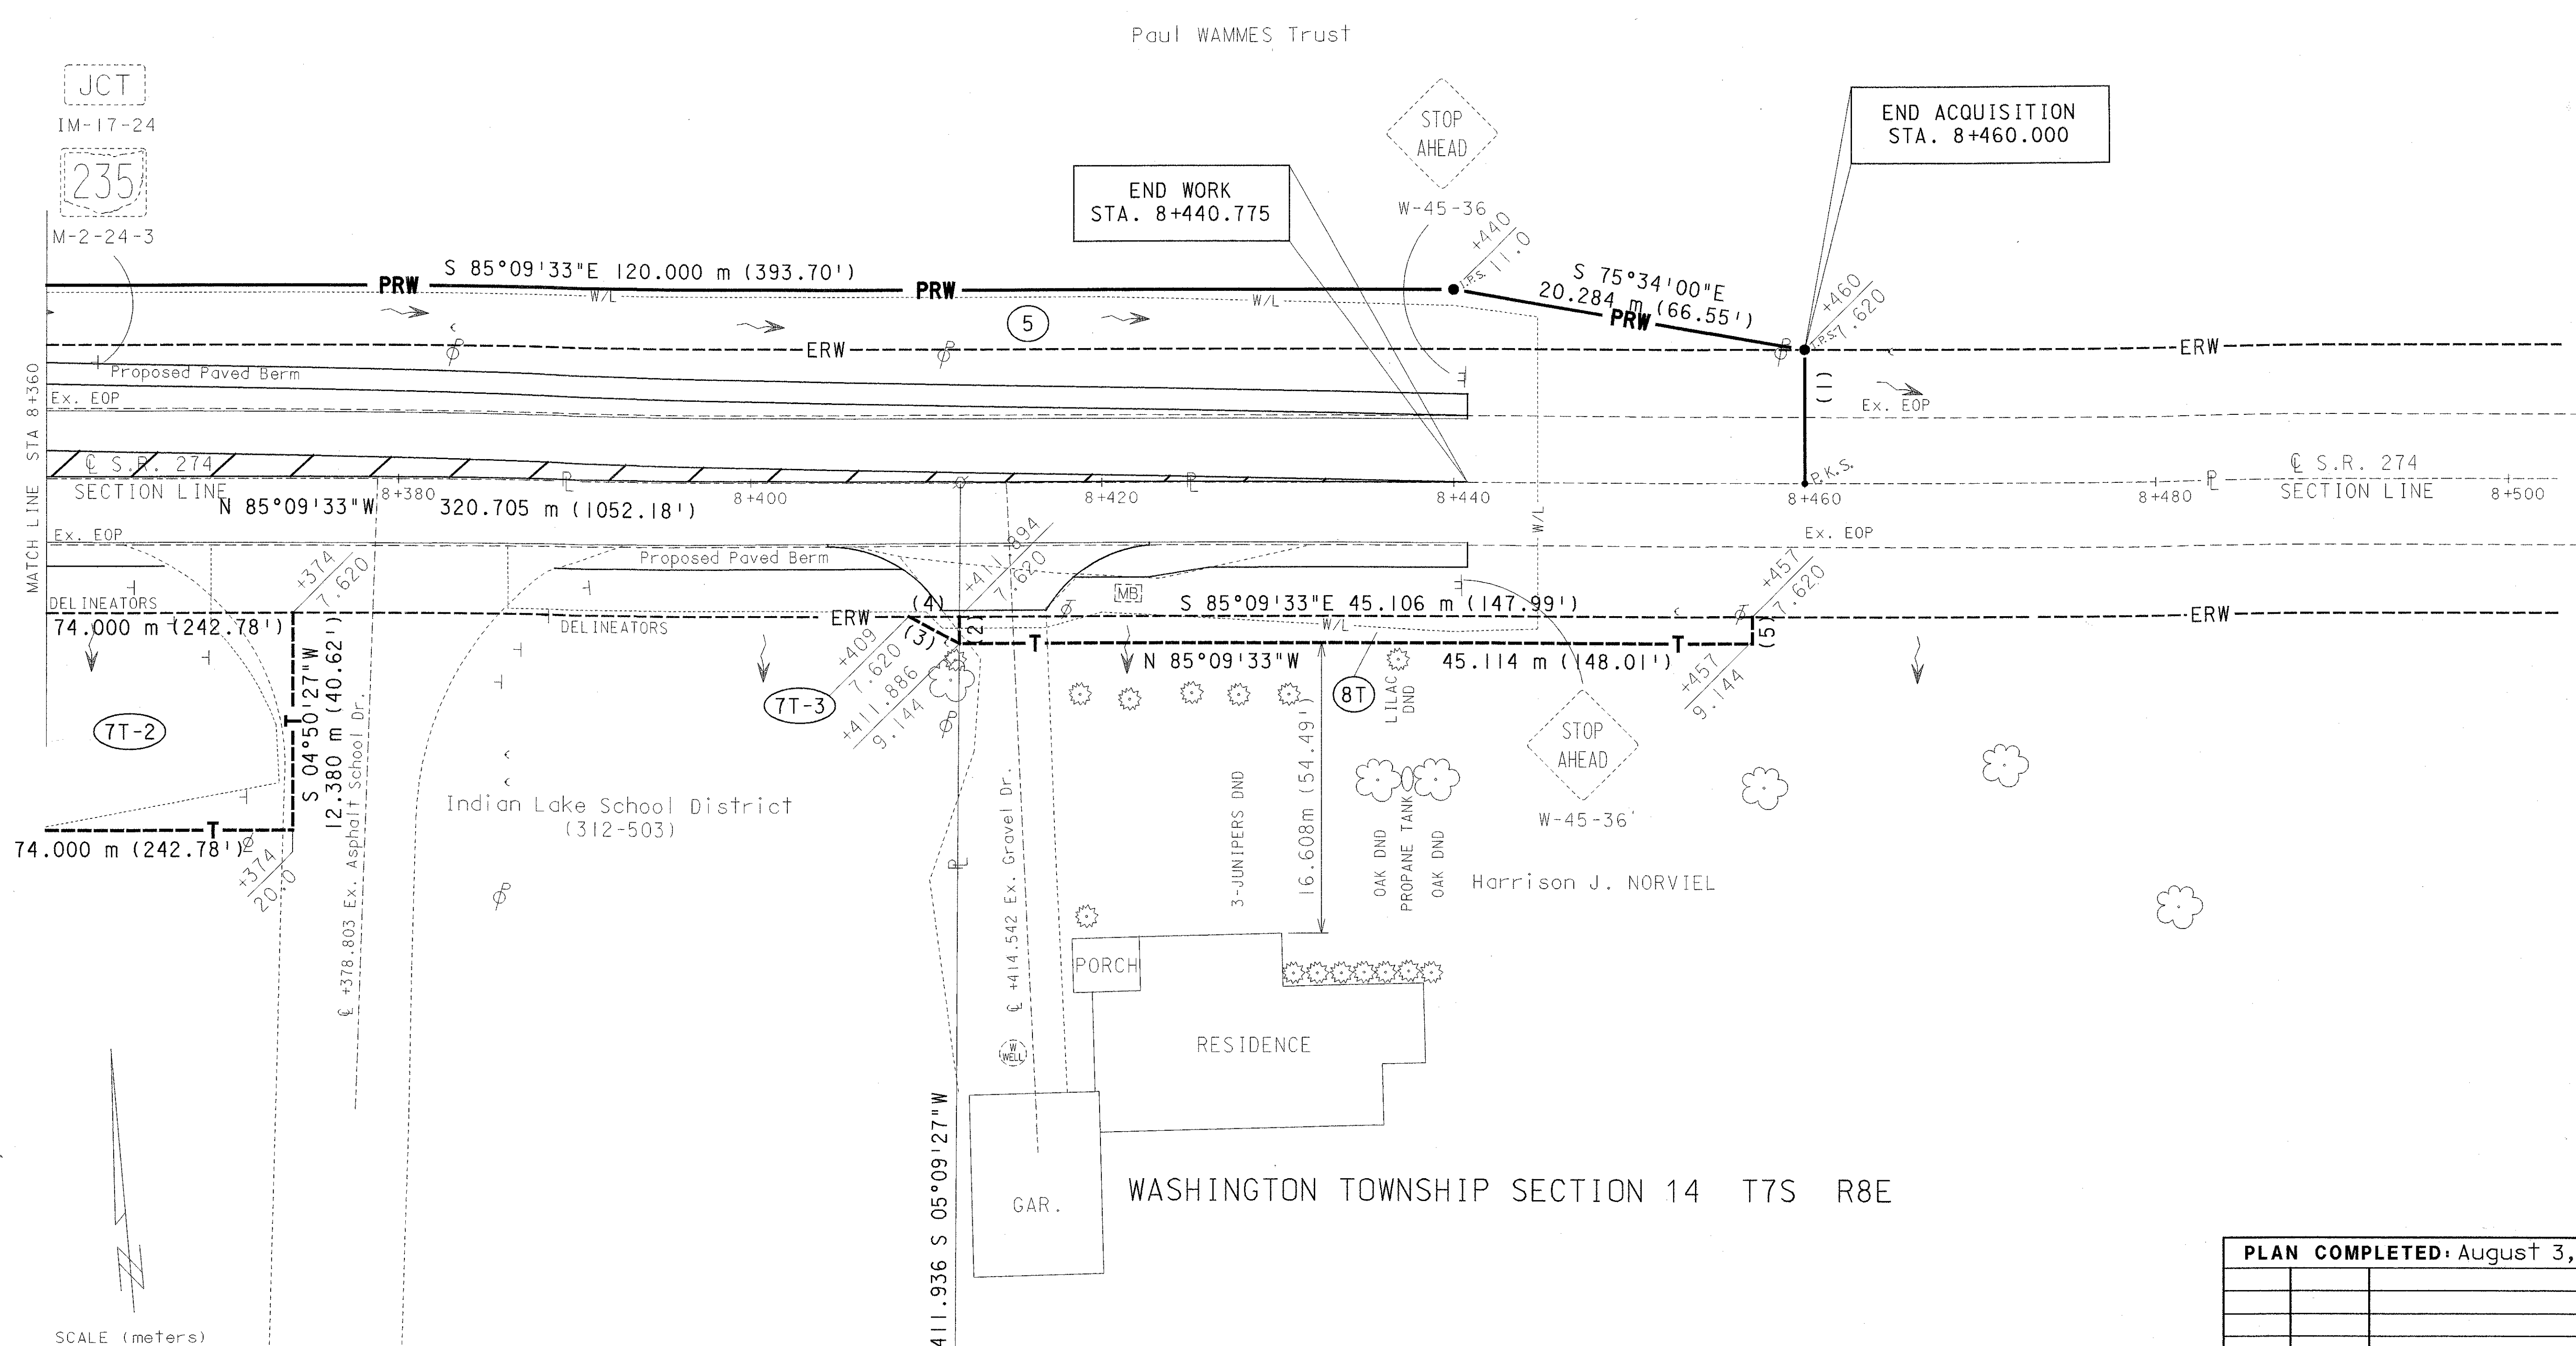 Paul WAMMES Trust
JCT
IM-17-24
235
M-2-24-3
STOP
AHEAD
W-45-36
END ACQUISITION
STA. 8+460.000
END WORK
STA. 8+440.775
+440
11.0
I.P.S.
S 85°09'33"E 120.000 m (393.70')
PRW
PRW
W/L
W/L
S 75°34'00"E
20.284 m (66.55')
PRW
+460
7.620
I.P.S.
5
ERW
ERW
(1)
Proposed Paved Berm
Ex. EOP
Ex. EOP
MATCH LINE STA 8+360
℄ S.R. 274
SECTION LINE
N 85°09'33"W 320.705 m (1052.18')
8+380
8+400
8+420
8+440
P.K.S.
8+460
8+480
8+500
℄ S.R. 274
SECTION LINE
Ex. EOP
Proposed Paved Berm
W/L
Ex. EOP
+374
7.620
+411.894
7.620
MB
+457
7.620
DELINEATORS
74.000 m (242.78')
DELINEATORS
ERW
(4)
(3)
(2)
S 85°09'33"E 45.106 m (147.99')
W/L
ERW
(5)
T
T
N 85°09'33"W 45.114 m (148.01')
+409
7.620
+411.886
9.144
+457
9.144
7T-2
7T-3
8T
S 04°50'27"W
12.380 m (40.62')
T
℄ +378.803 Ex. Asphalt School Dr.
LILAC
DND
STOP
AHEAD
W-45-36
Indian Lake School District
(312-503)
T
74.000 m (242.78')
+374
20.0
℄ +414.542 Ex. Gravel Dr.
3-JUNIPERS DND
16.608m (54.49')
OAK DND
PROPANE TANK
OAK DND
Harrison J. NORVIEL
PORCH
RESIDENCE
W
WELL
GAR.
411.936 S 05°09'27"W
WASHINGTON TOWNSHIP SECTION 14 T7S R8E
PLAN COMPLETED: August 3,
SCALE (meters)